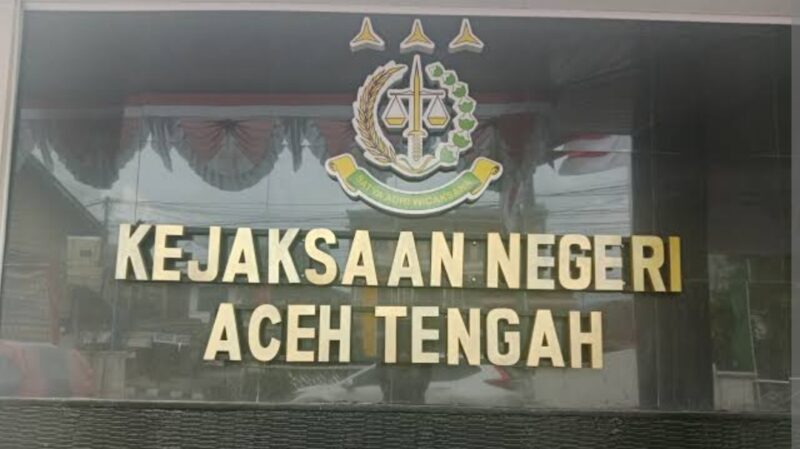 SATYA ADHI WICAKSANA
KEJAKSAAN NEGERI
ACEH TENGAH